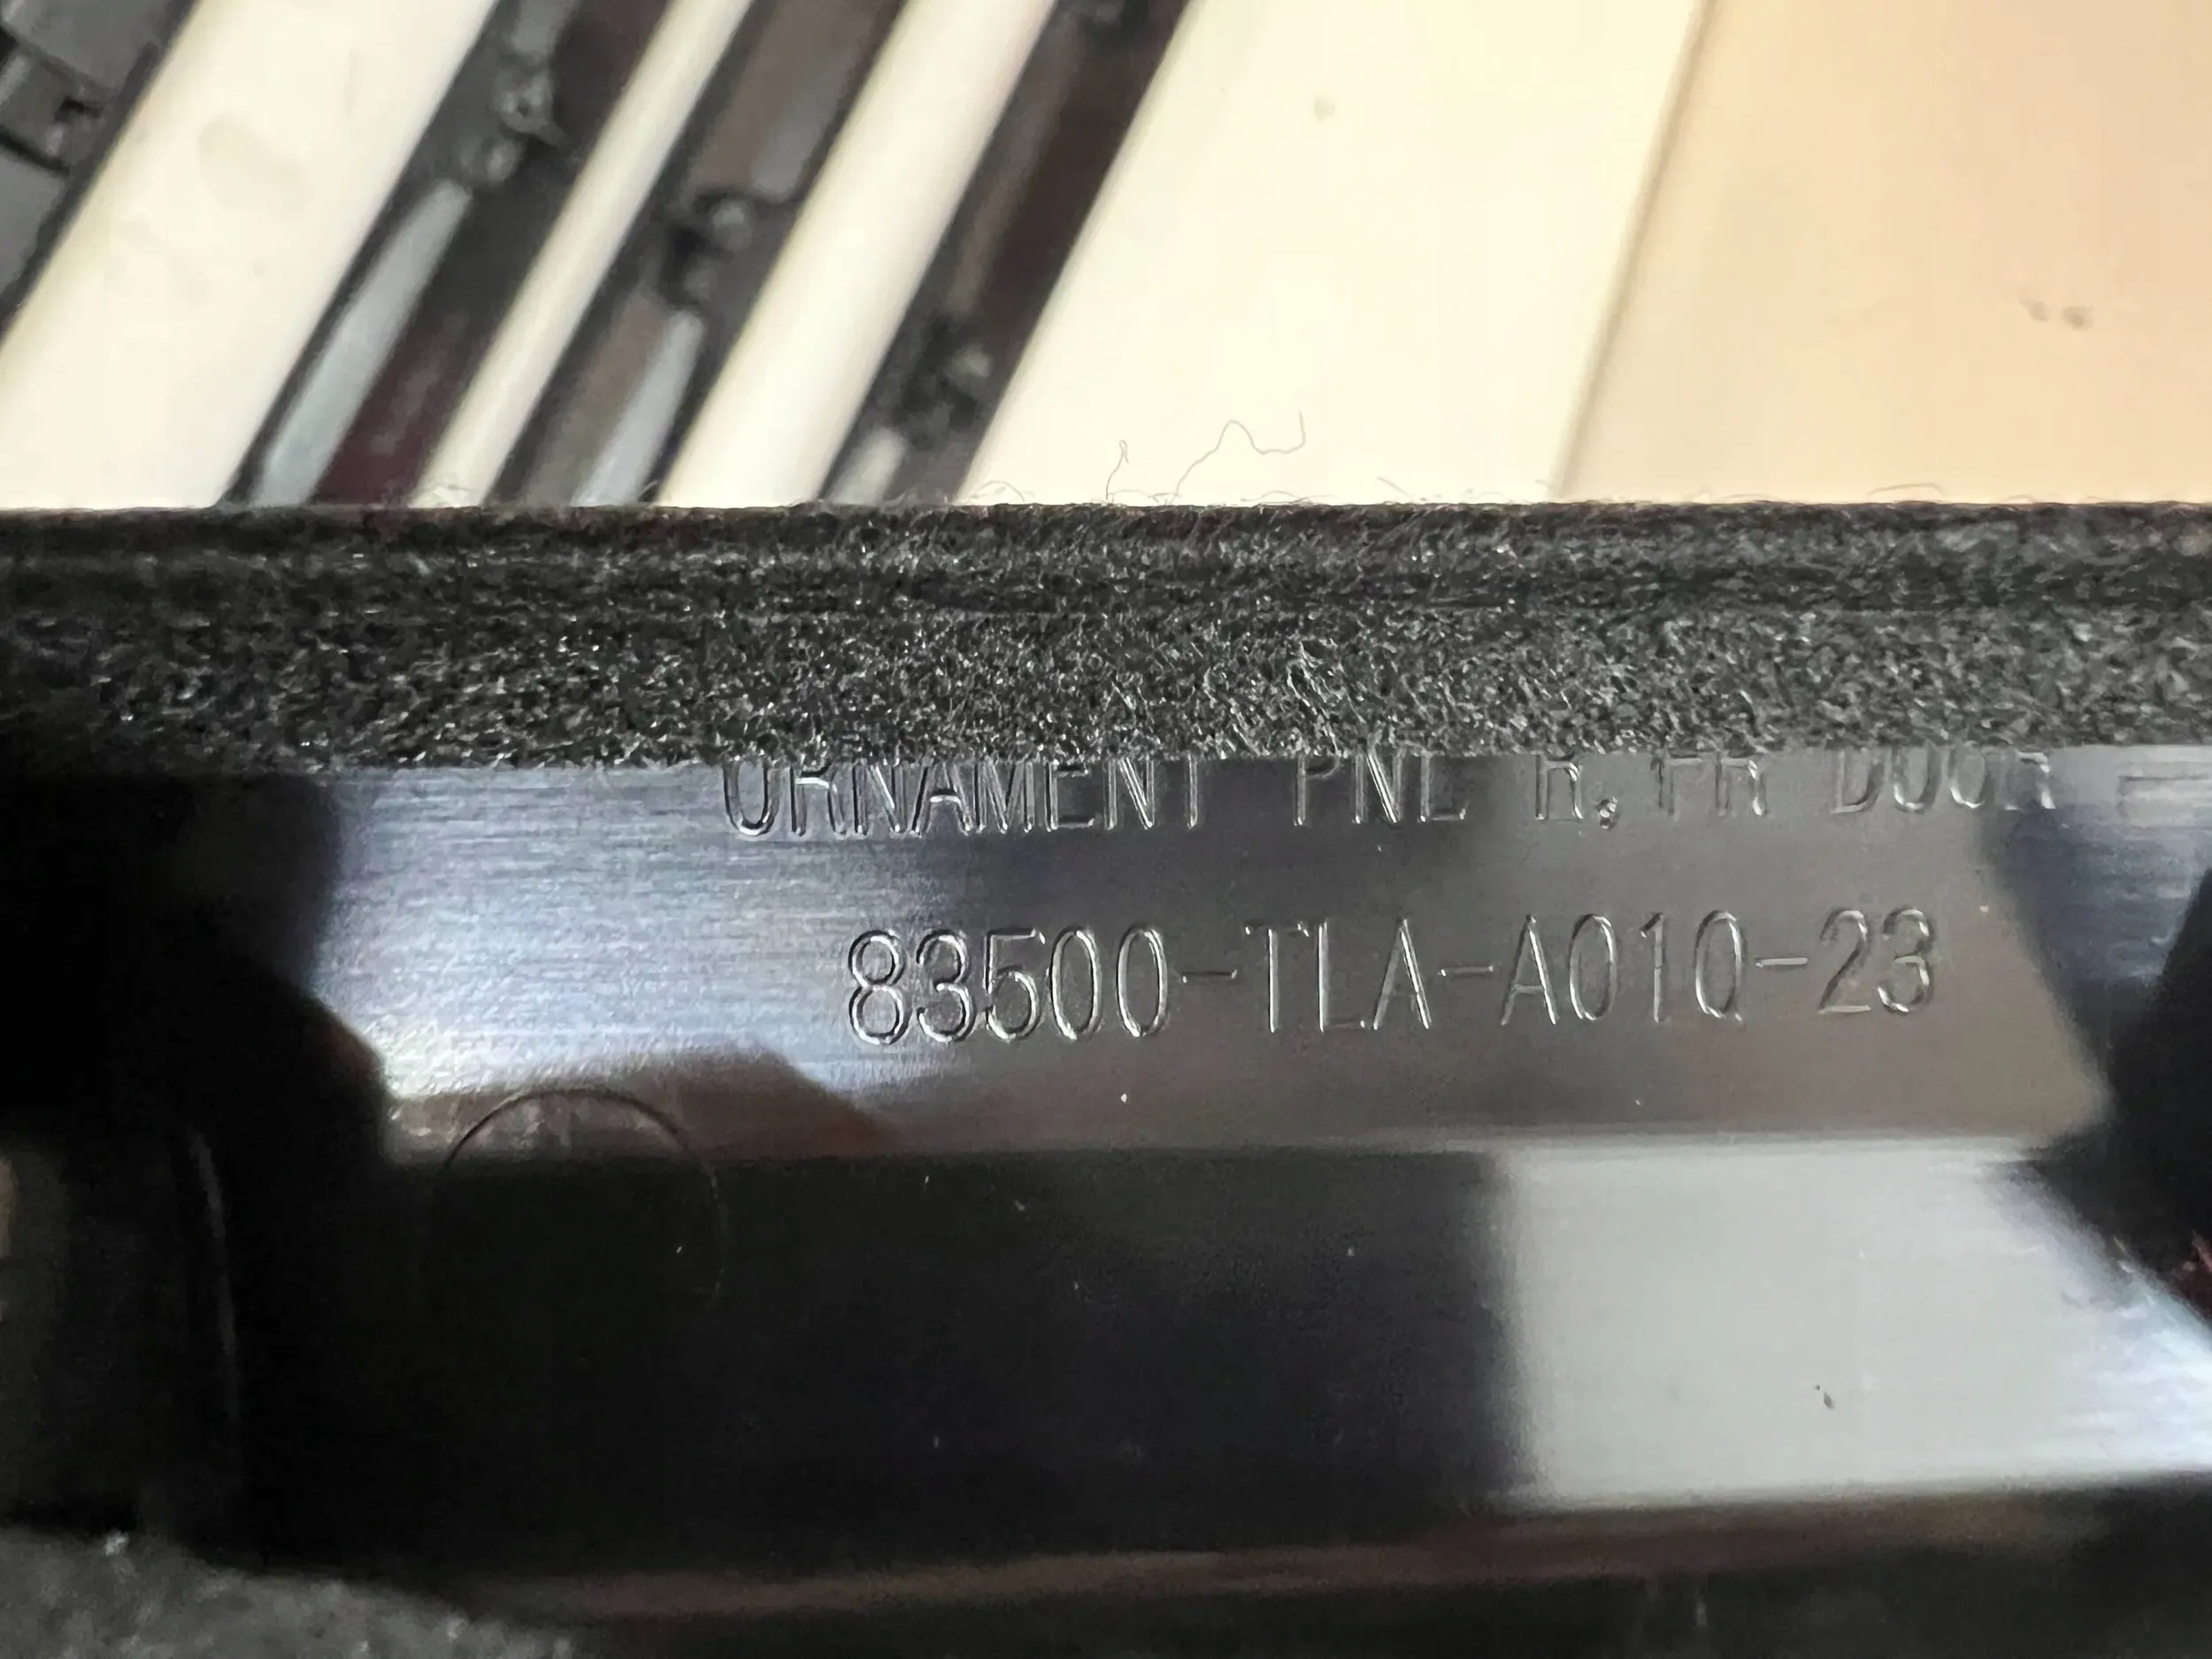 ORNAMENT PNL R,FR DOOR
83500-TLA-A010-23